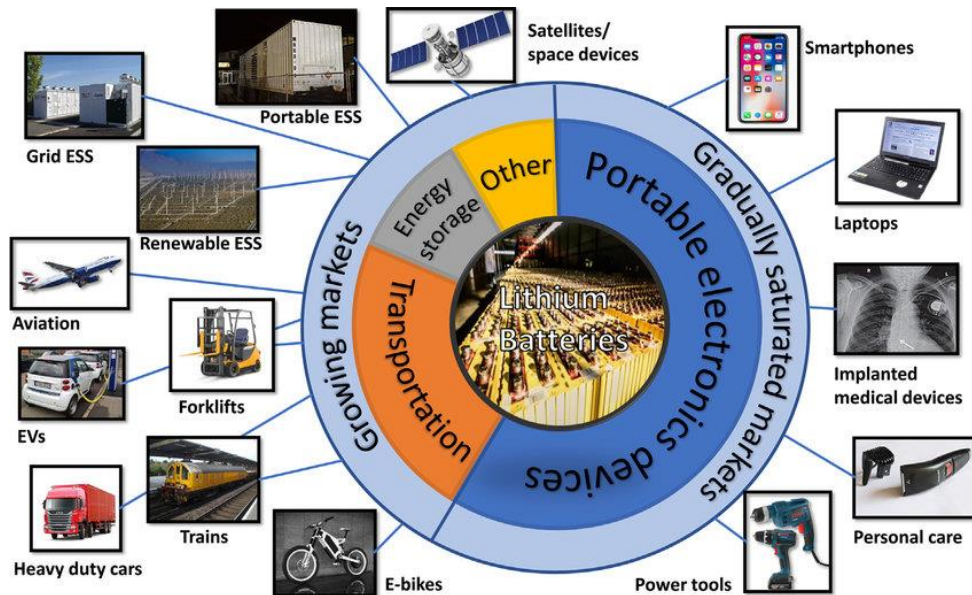 Satellites/
space devices
Smartphones
Portable ESS
Grid ESS
Renewable ESS
Laptops
Aviation
Forklifts
EVs
Implanted
medical devices
Trains
Heavy duty cars
E-bikes
Power tools
Personal care
Growing markets
Gradually saturated markets
Other
Energy
storage
Transportation
Portable electronics devices
Lithium
Batteries